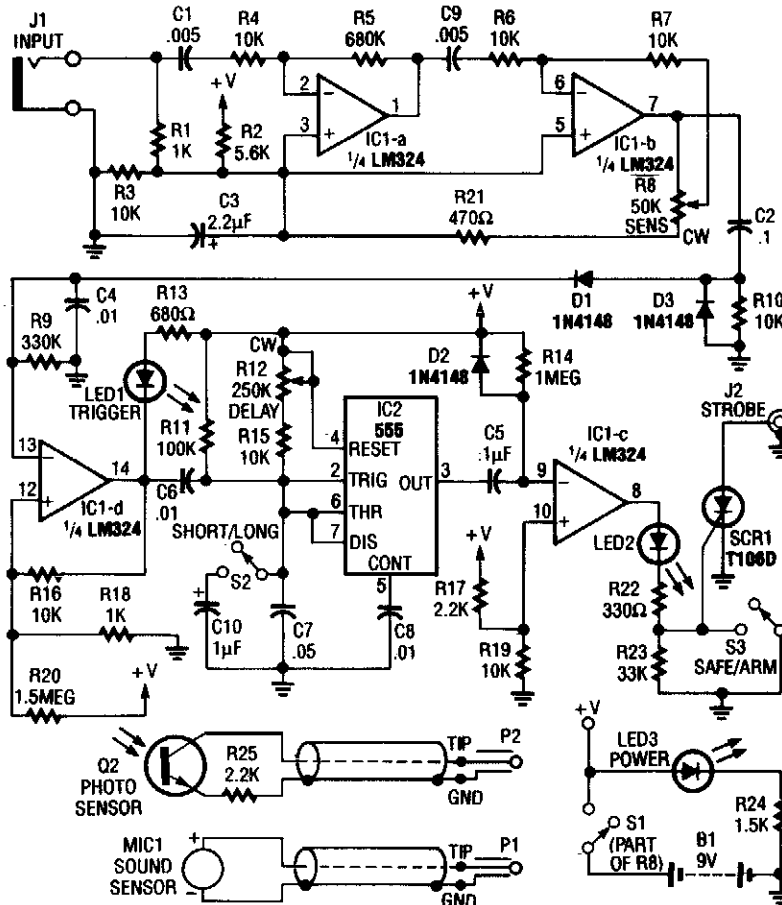 J1
INPUT
C1
.005
R4
10K
R5
680K
C9
.005
R6
10K
R7
10K
+V
2
−
1
3
+
IC1-a
1/4 LM324
6
−
7
5
+
IC1-b
1/4 LM324
R1
1K
R2
5.6K
R3
10K
C3
2.2µF
+
R21
470Ω
R8
50K
SENS
CW
C2
.1
R9
330K
C4
.01
R13
680Ω
+V
D1
1N4148
D3
1N4148
R10
10K
LED1
TRIGGER
CW
R12
250K
DELAY
D2
1N4148
R14
1MEG
J2
STROBE
R11
100K
R15
10K
IC2
555
4
RESET
2
TRIG
OUT
3
6
THR
7
DIS
CONT
5
C5
.1µF
IC1-c
1/4 LM324
9
−
8
10
+
13
−
14
12
+
IC1-d
1/4 LM324
C6
.01
SHORT/LONG
S2
+V
LED2
SCR1
T106D
R16
10K
R18
1K
+
C10
1µF
C7
.05
C8
.01
R17
2.2K
R19
10K
R22
330Ω
R23
33K
S3
SAFE/ARM
R20
1.5MEG
+V
Q2
PHOTO
SENSOR
R25
2.2K
TIP
P2
GND
+V
LED3
POWER
R24
1.5K
MIC1
SOUND
SENSOR
+
−
TIP
P1
GND
S1
(PART
OF R8)
B1
9V